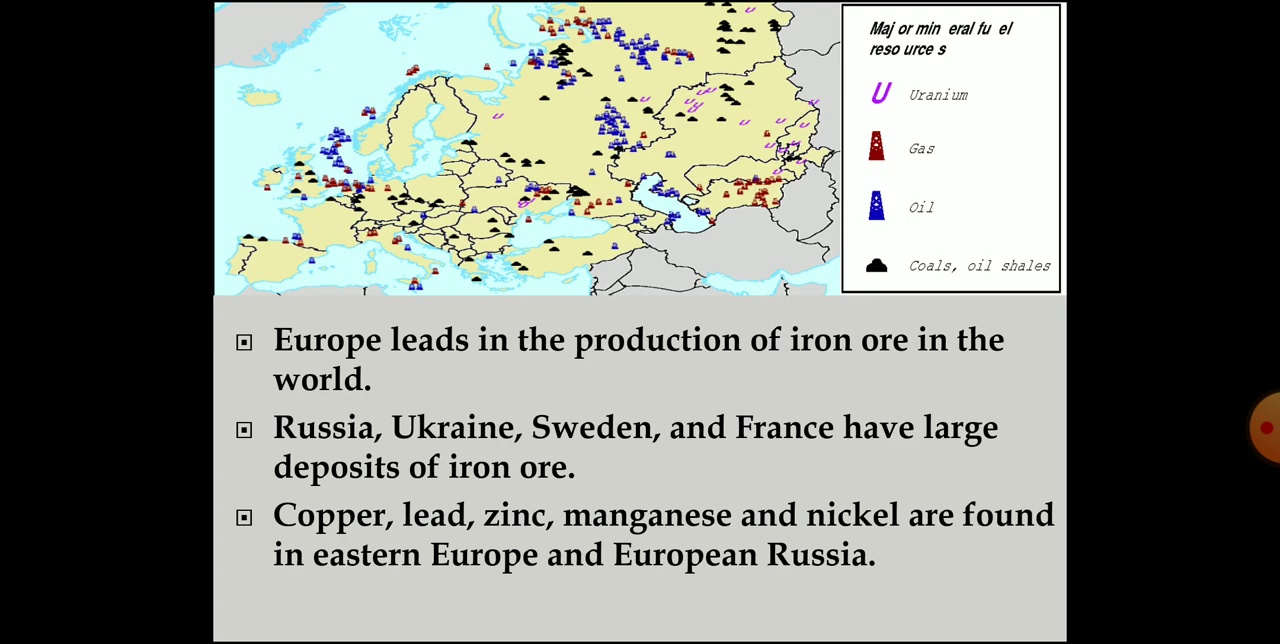 Maj or min eral fu el
reso urce s
Uranium
Gas
Oil
Coals, oil shales
Europe leads in the production of iron ore in the
world.
Russia, Ukraine, Sweden, and France have large
deposits of iron ore.
Copper, lead, zinc, manganese and nickel are found
in eastern Europe and European Russia.